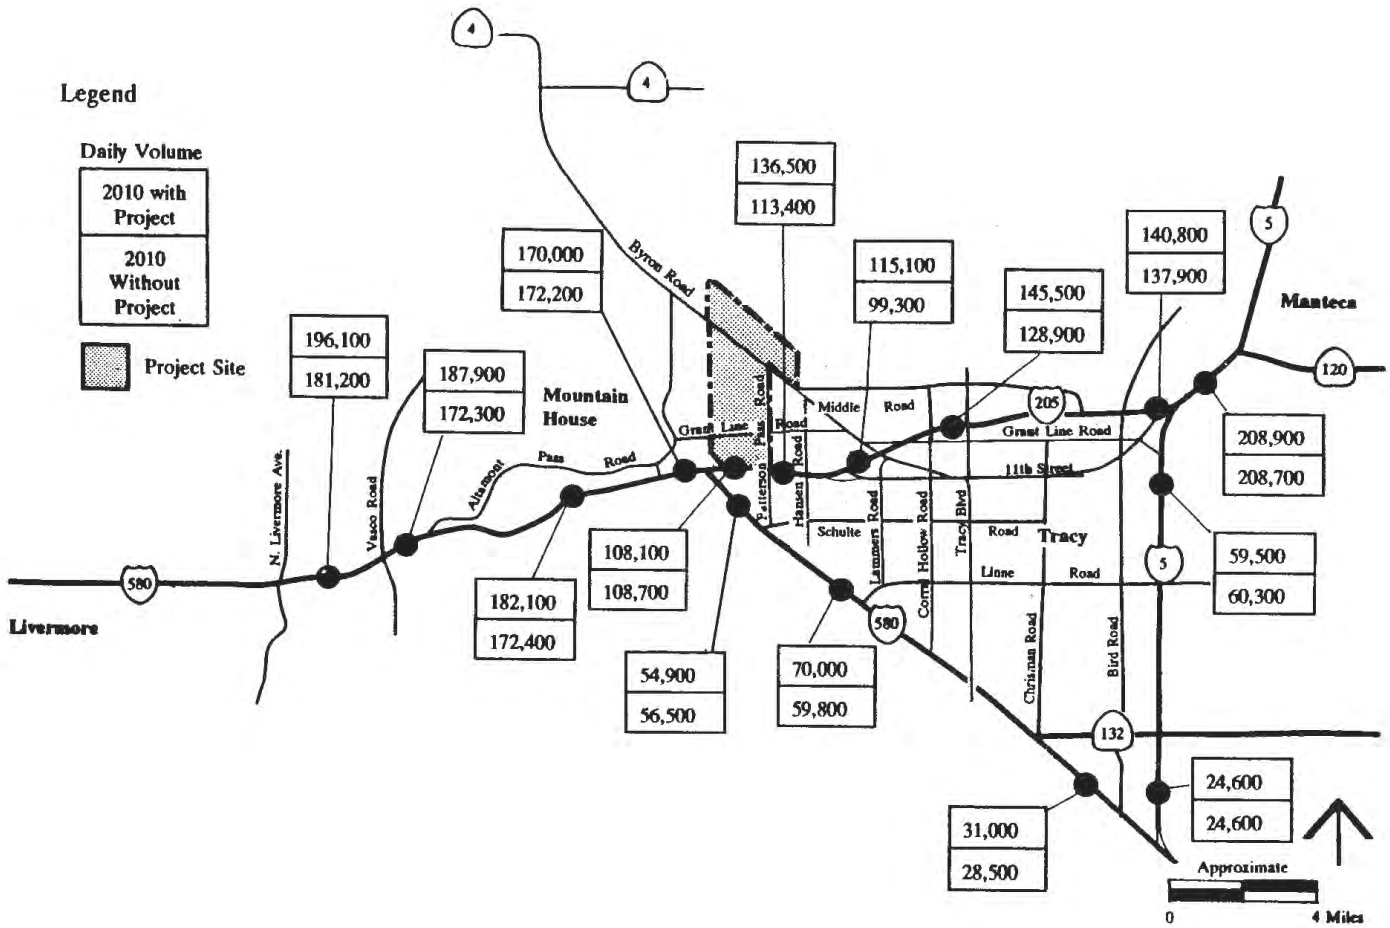 4
4
Legend
Daily Volume
2010 with
Project
2010
Without
Project
Project Site
136,500
113,400
170,000
172,200
Byron Road
115,100
99,300
145,500
128,900
140,800
137,900
5
Manteca
120
196,100
181,200
187,900
172,300
Mountain
House
Grant Line Road
Middle Road
205
Grant Line Road
11th Street
208,900
208,700
Altamont Pass Road
N. Livermore Ave.
Vasco Road
Patterson Pass Road
Hansen Road
Lammers Road
Corral Hollow Road
Tracy Blvd
Schulte Road
Tracy
580
Livermore
108,100
108,700
182,100
172,400
Linne Road
5
59,500
60,300
580
54,900
56,500
70,000
59,800
Chrisman Road
Bird Road
132
31,000
28,500
24,600
24,600
Approximate
0 4 Miles